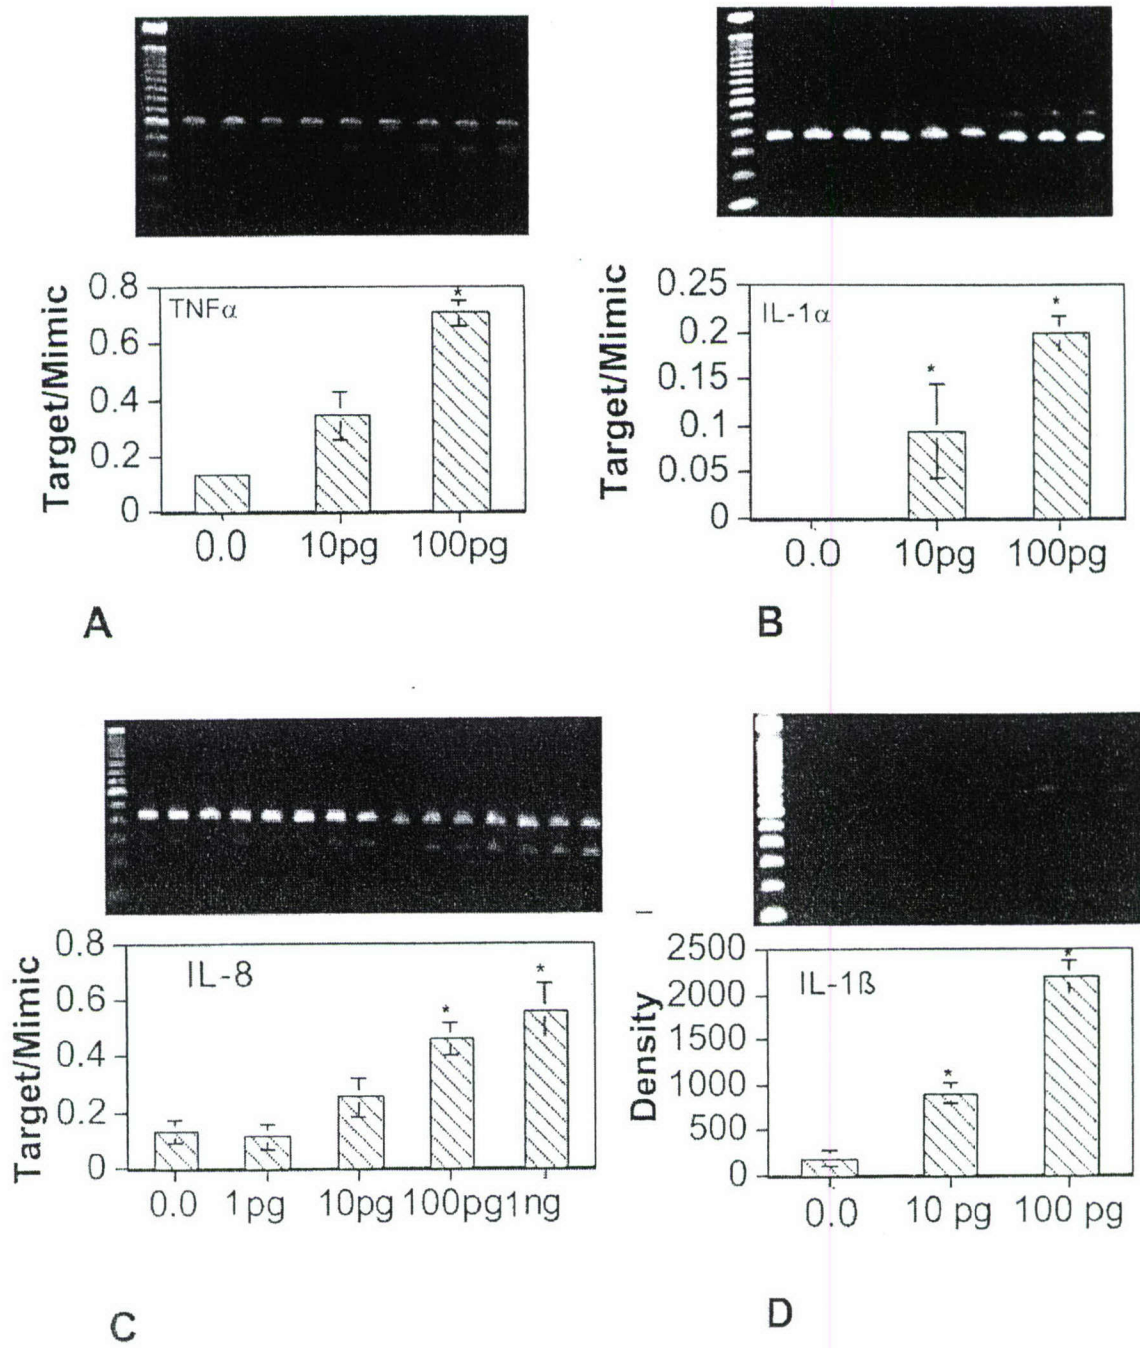 0.8
TNFα
0.6
0.4
0.2
0
Target/Mimic
*
0.0 10pg 100pg
A
0.25
IL-1α
0.2
0.15
0.1
0.05
0
Target/Mimic
*
*
0.0 10pg 100pg
B
0.8
IL-8
0.6
0.4
0.2
0
Target/Mimic
*
*
0.0 1pg 10pg 100pg 1ng
C
2500
IL-1ß
2000
1500
1000
500
0
Density
*
*
0.0 10 pg 100 pg
D